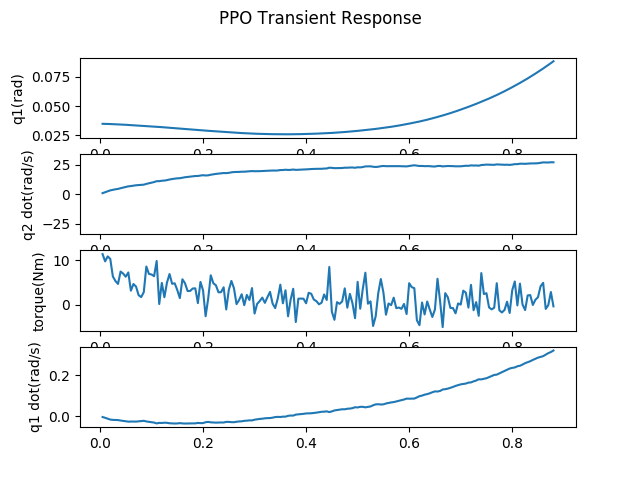 PPO Transient Response
q1(rad)
0.075
0.050
0.025
0.0 0.2 0.4 0.6 0.8
q2 dot(rad/s)
25
0
−25
0.0 0.2 0.4 0.6 0.8
torque(Nm)
10
0
0.0 0.2 0.4 0.6 0.8
q1 dot(rad/s)
0.2
0.0
0.0 0.2 0.4 0.6 0.8